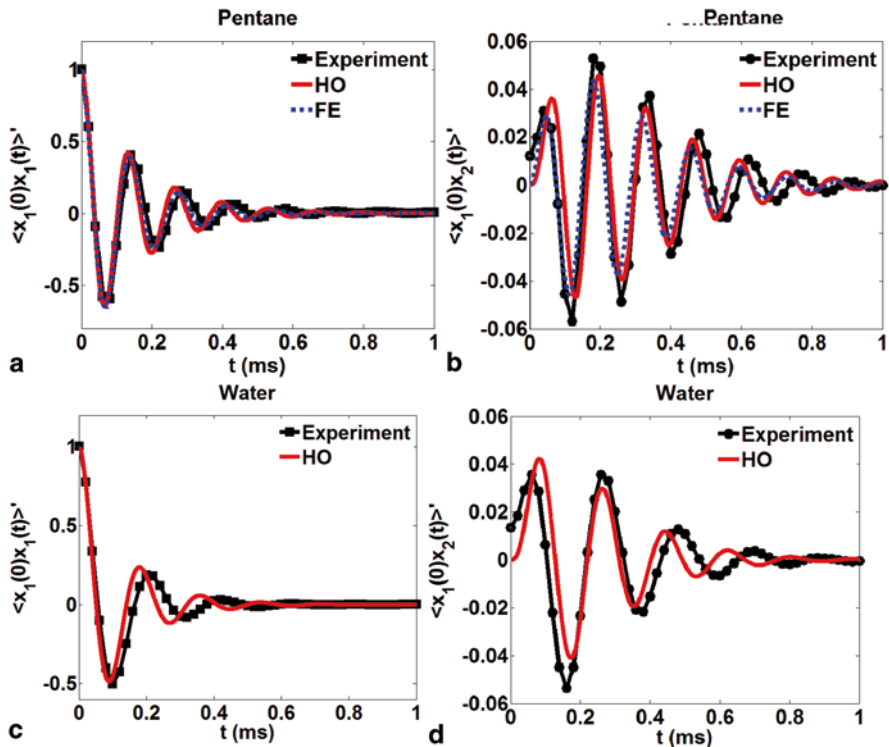 Pentane
Experiment
HO
FE
1
0.5
0
-0.5
<x₁(0)x₁(t)>'
0 0.2 0.4 0.6 0.8 1
t (ms)
a
Pentane
Experiment
HO
FE
0.06
0.04
0.02
0
-0.02
-0.04
-0.06
<x₁(0)x₂(t)>'
0 0.2 0.4 0.6 0.8 1
t (ms)
b
Water
Experiment
HO
1
0.5
0
-0.5
<x₁(0)x₁(t)>'
0 0.2 0.4 0.6 0.8 1
t (ms)
c
Water
Experiment
HO
0.06
0.04
0.02
0
-0.02
-0.04
-0.06
<x₁(0)x₂(t)>'
0 0.2 0.4 0.6 0.8 1
t (ms)
d